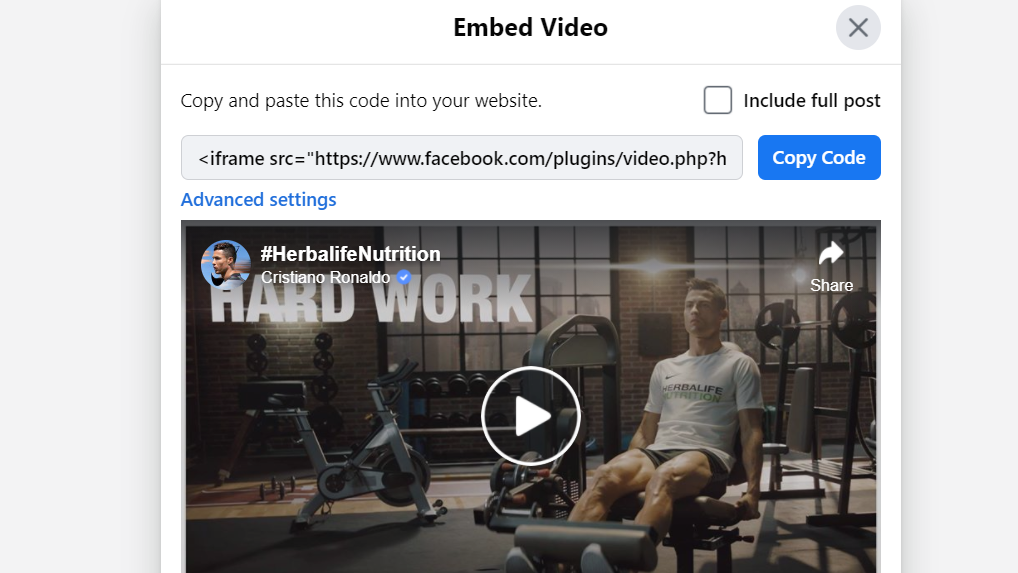 Embed Video
Copy and paste this code into your website.
Include full post
<iframe src="https://www.facebook.com/plugins/video.php?h
Copy Code
Advanced settings
#HerbalifeNutrition
Cristiano Ronaldo
Share
HARD WORK
HERBALIFE
NUTRITION